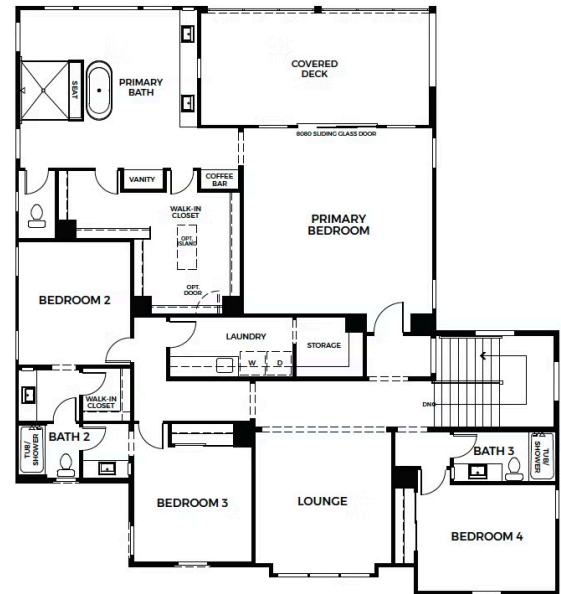 PRIMARY
BATH
SEAT
COVERED
DECK
8080 SLIDING GLASS DOOR
VANITY
COFFEE
BAR
WALK-IN
CLOSET
OPT.
ISLAND
OPT.
DOOR
PRIMARY
BEDROOM
BEDROOM 2
LAUNDRY
W
D
STORAGE
WALK-IN
CLOSET
DN
BATH 2
TUB/
SHOWER
BEDROOM 3
LOUNGE
BATH 3
TUB/
SHOWER
BEDROOM 4